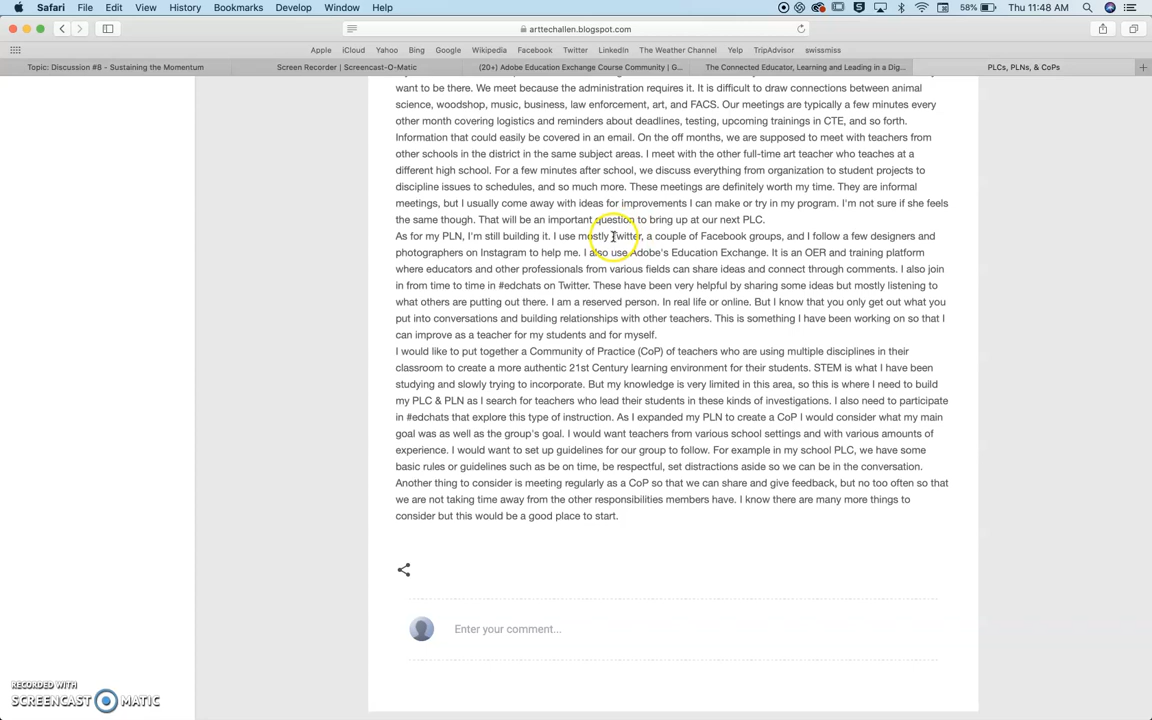 Safari File Edit View History Bookmarks Develop Window Help 58% Thu 11:48 AM
arttechallen.blogspot.com
Apple iCloud Yahoo Bing Google Wikipedia Facebook Twitter LinkedIn The Weather Channel Yelp TripAdvisor swissmiss
Topic: Discussion #8 - Sustaining the Momentum Screen Recorder | Screencast-O-Matic (20+) Adobe Education Exchange Course Community | G... The Connected Educator, Learning and Leading in a Dig... PLCs, PLNs, & CoPs
want to be there. We meet because the administration requires it. It is difficult to draw connections between animal
science, woodshop, music, business, law enforcement, art, and FACS. Our meetings are typically a few minutes every
other month covering logistics and reminders about deadlines, testing, upcoming trainings in CTE, and so forth.
Information that could easily be covered in an email. On the off months, we are supposed to meet with teachers from
other schools in the district in the same subject areas. I meet with the other full-time art teacher who teaches at a
different high school. For a few minutes after school, we discuss everything from organization to student projects to
discipline issues to schedules, and so much more. These meetings are definitely worth my time. They are informal
meetings, but I usually come away with ideas for improvements I can make or try in my program. I'm not sure if she feels
the same though. That will be an important question to bring up at our next PLC.
As for my PLN, I'm still building it. I use mostly Twitter, a couple of Facebook groups, and I follow a few designers and
photographers on Instagram to help me. I also use Adobe's Education Exchange. It is an OER and training platform
where educators and other professionals from various fields can share ideas and connect through comments. I also join
in from time to time in #edchats on Twitter. These have been very helpful by sharing some ideas but mostly listening to
what others are putting out there. I am a reserved person. In real life or online. But I know that you only get out what you
put into conversations and building relationships with other teachers. This is something I have been working on so that I
can improve as a teacher for my students and for myself.
I would like to put together a Community of Practice (CoP) of teachers who are using multiple disciplines in their
classroom to create a more authentic 21st Century learning environment for their students. STEM is what I have been
studying and slowly trying to incorporate. But my knowledge is very limited in this area, so this is where I need to build
my PLC & PLN as I search for teachers who lead their students in these kinds of investigations. I also need to participate
in #edchats that explore this type of instruction. As I expanded my PLN to create a CoP I would consider what my main
goal was as well as the group's goal. I would want teachers from various school settings and with various amounts of
experience. I would want to set up guidelines for our group to follow. For example in my school PLC, we have some
basic rules or guidelines such as be on time, be respectful, set distractions aside so we can be in the conversation.
Another thing to consider is meeting regularly as a CoP so that we can share and give feedback, but no too often so that
we are not taking time away from the other responsibilities members have. I know there are many more things to
consider but this would be a good place to start.
Enter your comment...
RECORDED WITH
SCREENCAST MATIC